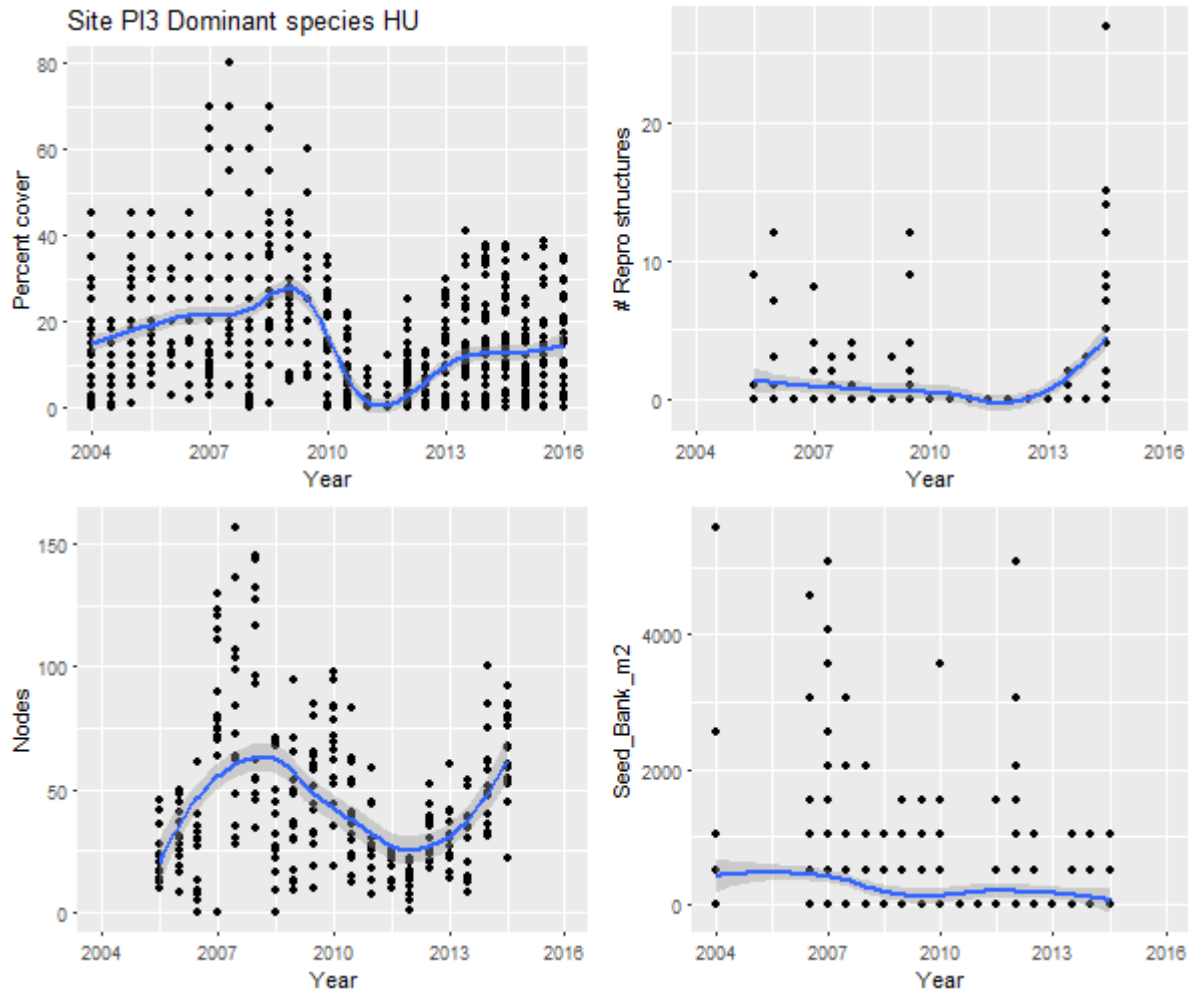 Site PI3 Dominant species HU
Percent cover
80
60
40
20
0
2004 2007 2010 2013 2016
Year
# Repro structures
20
10
0
2004 2007 2010 2013 2016
Year
Nodes
150
100
50
0
2004 2007 2010 2013 2016
Year
Seed_Bank_m2
4000
2000
0
2004 2007 2010 2013 2016
Year